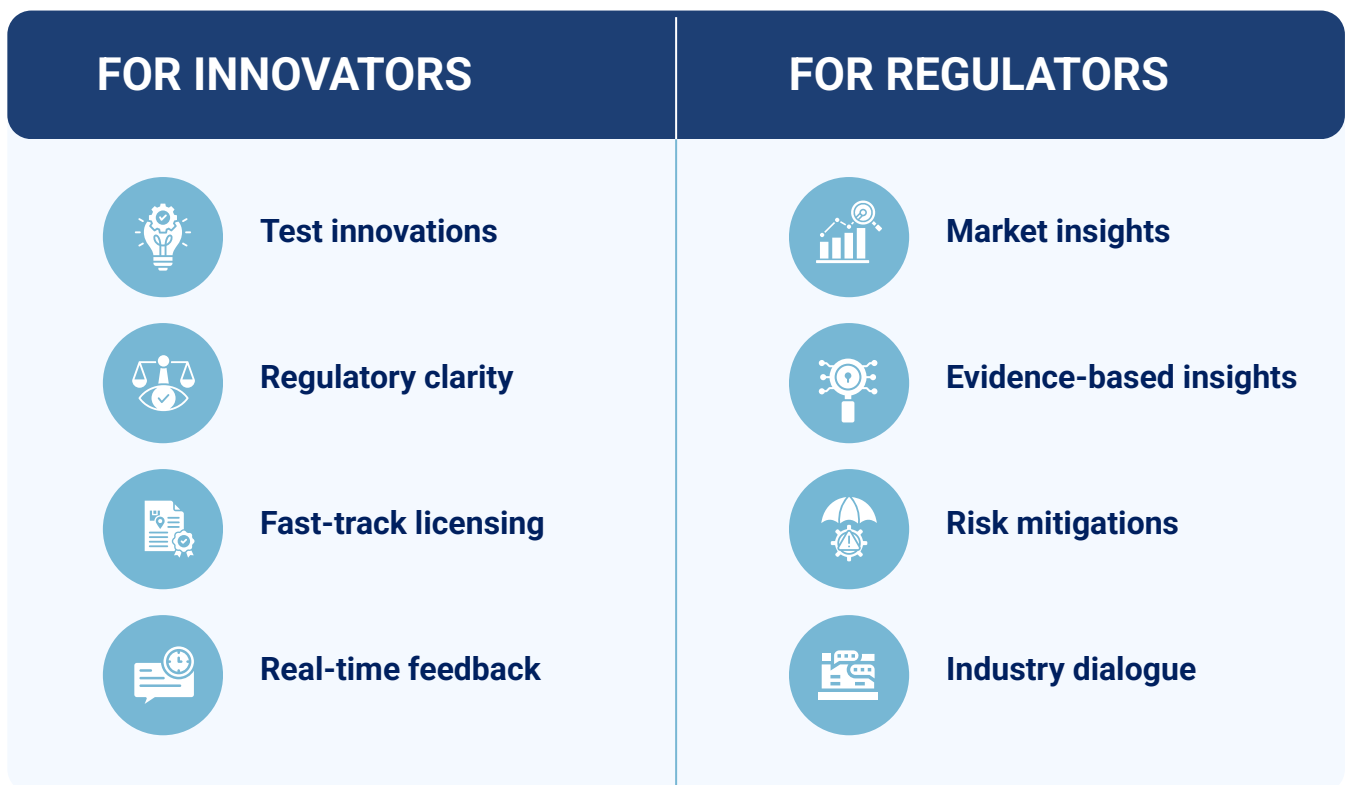 FOR INNOVATORS
Test innovations
Regulatory clarity
Fast-track licensing
Real-time feedback
FOR REGULATORS
Market insights
Evidence-based insights
Risk mitigations
Industry dialogue